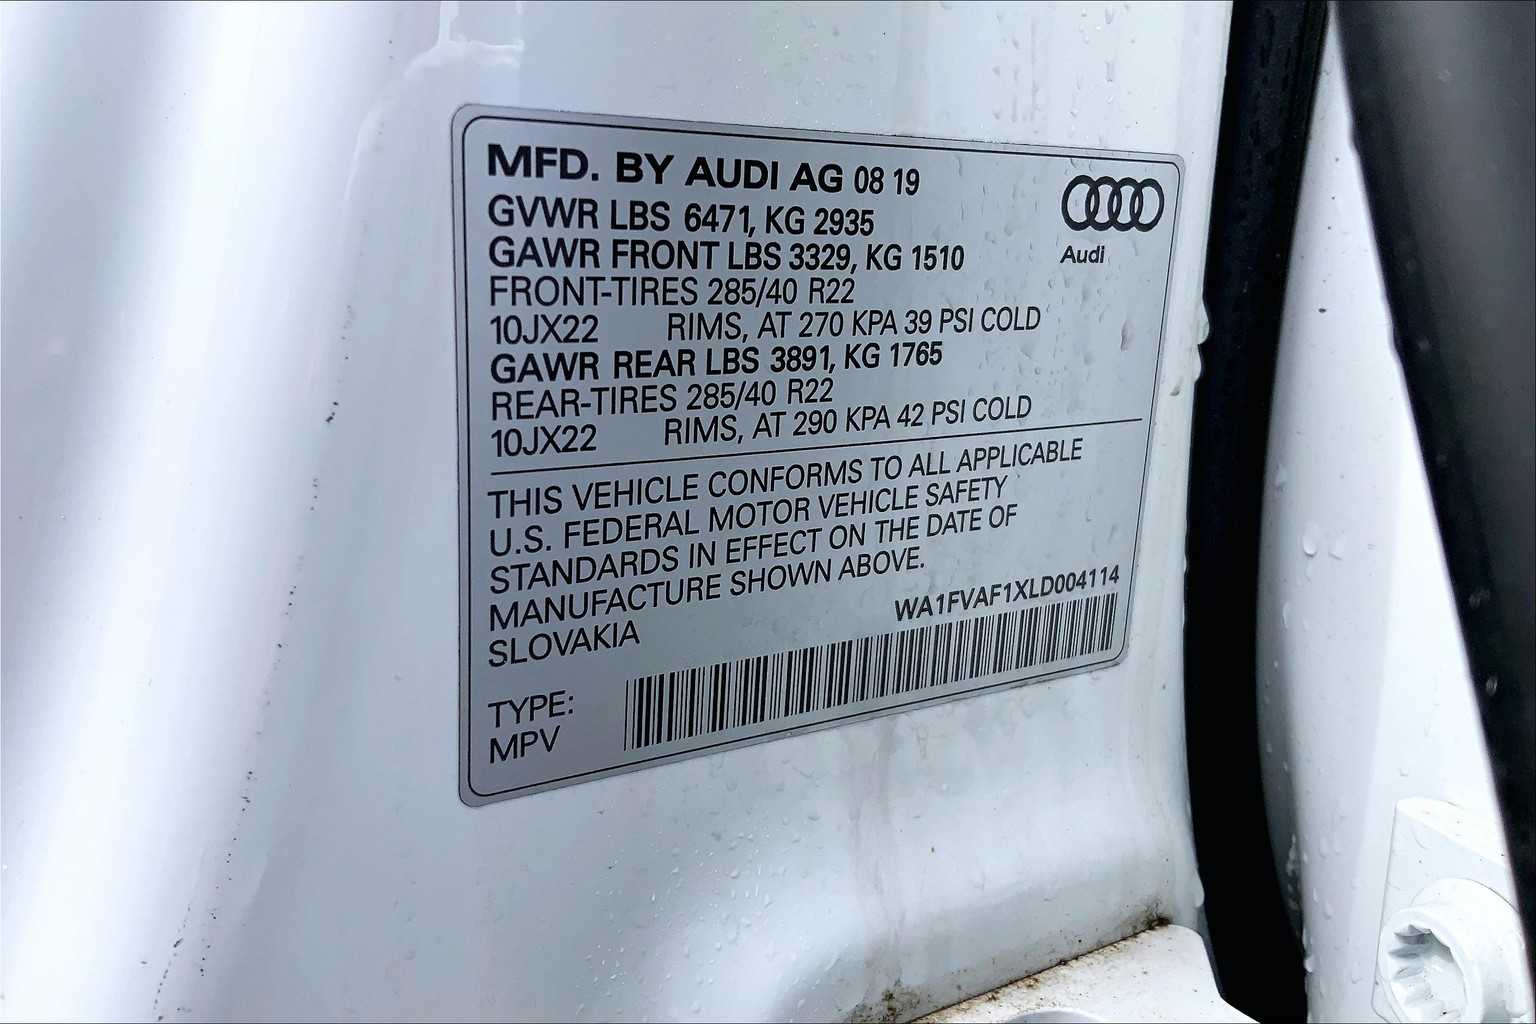 MFD. BY AUDI AG 08 19
GVWR LBS 6471, KG 2935
GAWR FRONT LBS 3329, KG 1510
FRONT-TIRES 285/40 R22
10JX22 RIMS, AT 270 KPA 39 PSI COLD
GAWR REAR LBS 3891, KG 1765
REAR-TIRES 285/40 R22
10JX22 RIMS, AT 290 KPA 42 PSI COLD
Audi
THIS VEHICLE CONFORMS TO ALL APPLICABLE
U.S. FEDERAL MOTOR VEHICLE SAFETY
STANDARDS IN EFFECT ON THE DATE OF
MANUFACTURE SHOWN ABOVE.
SLOVAKIA
WA1FVAF1XLD004114
TYPE:
MPV